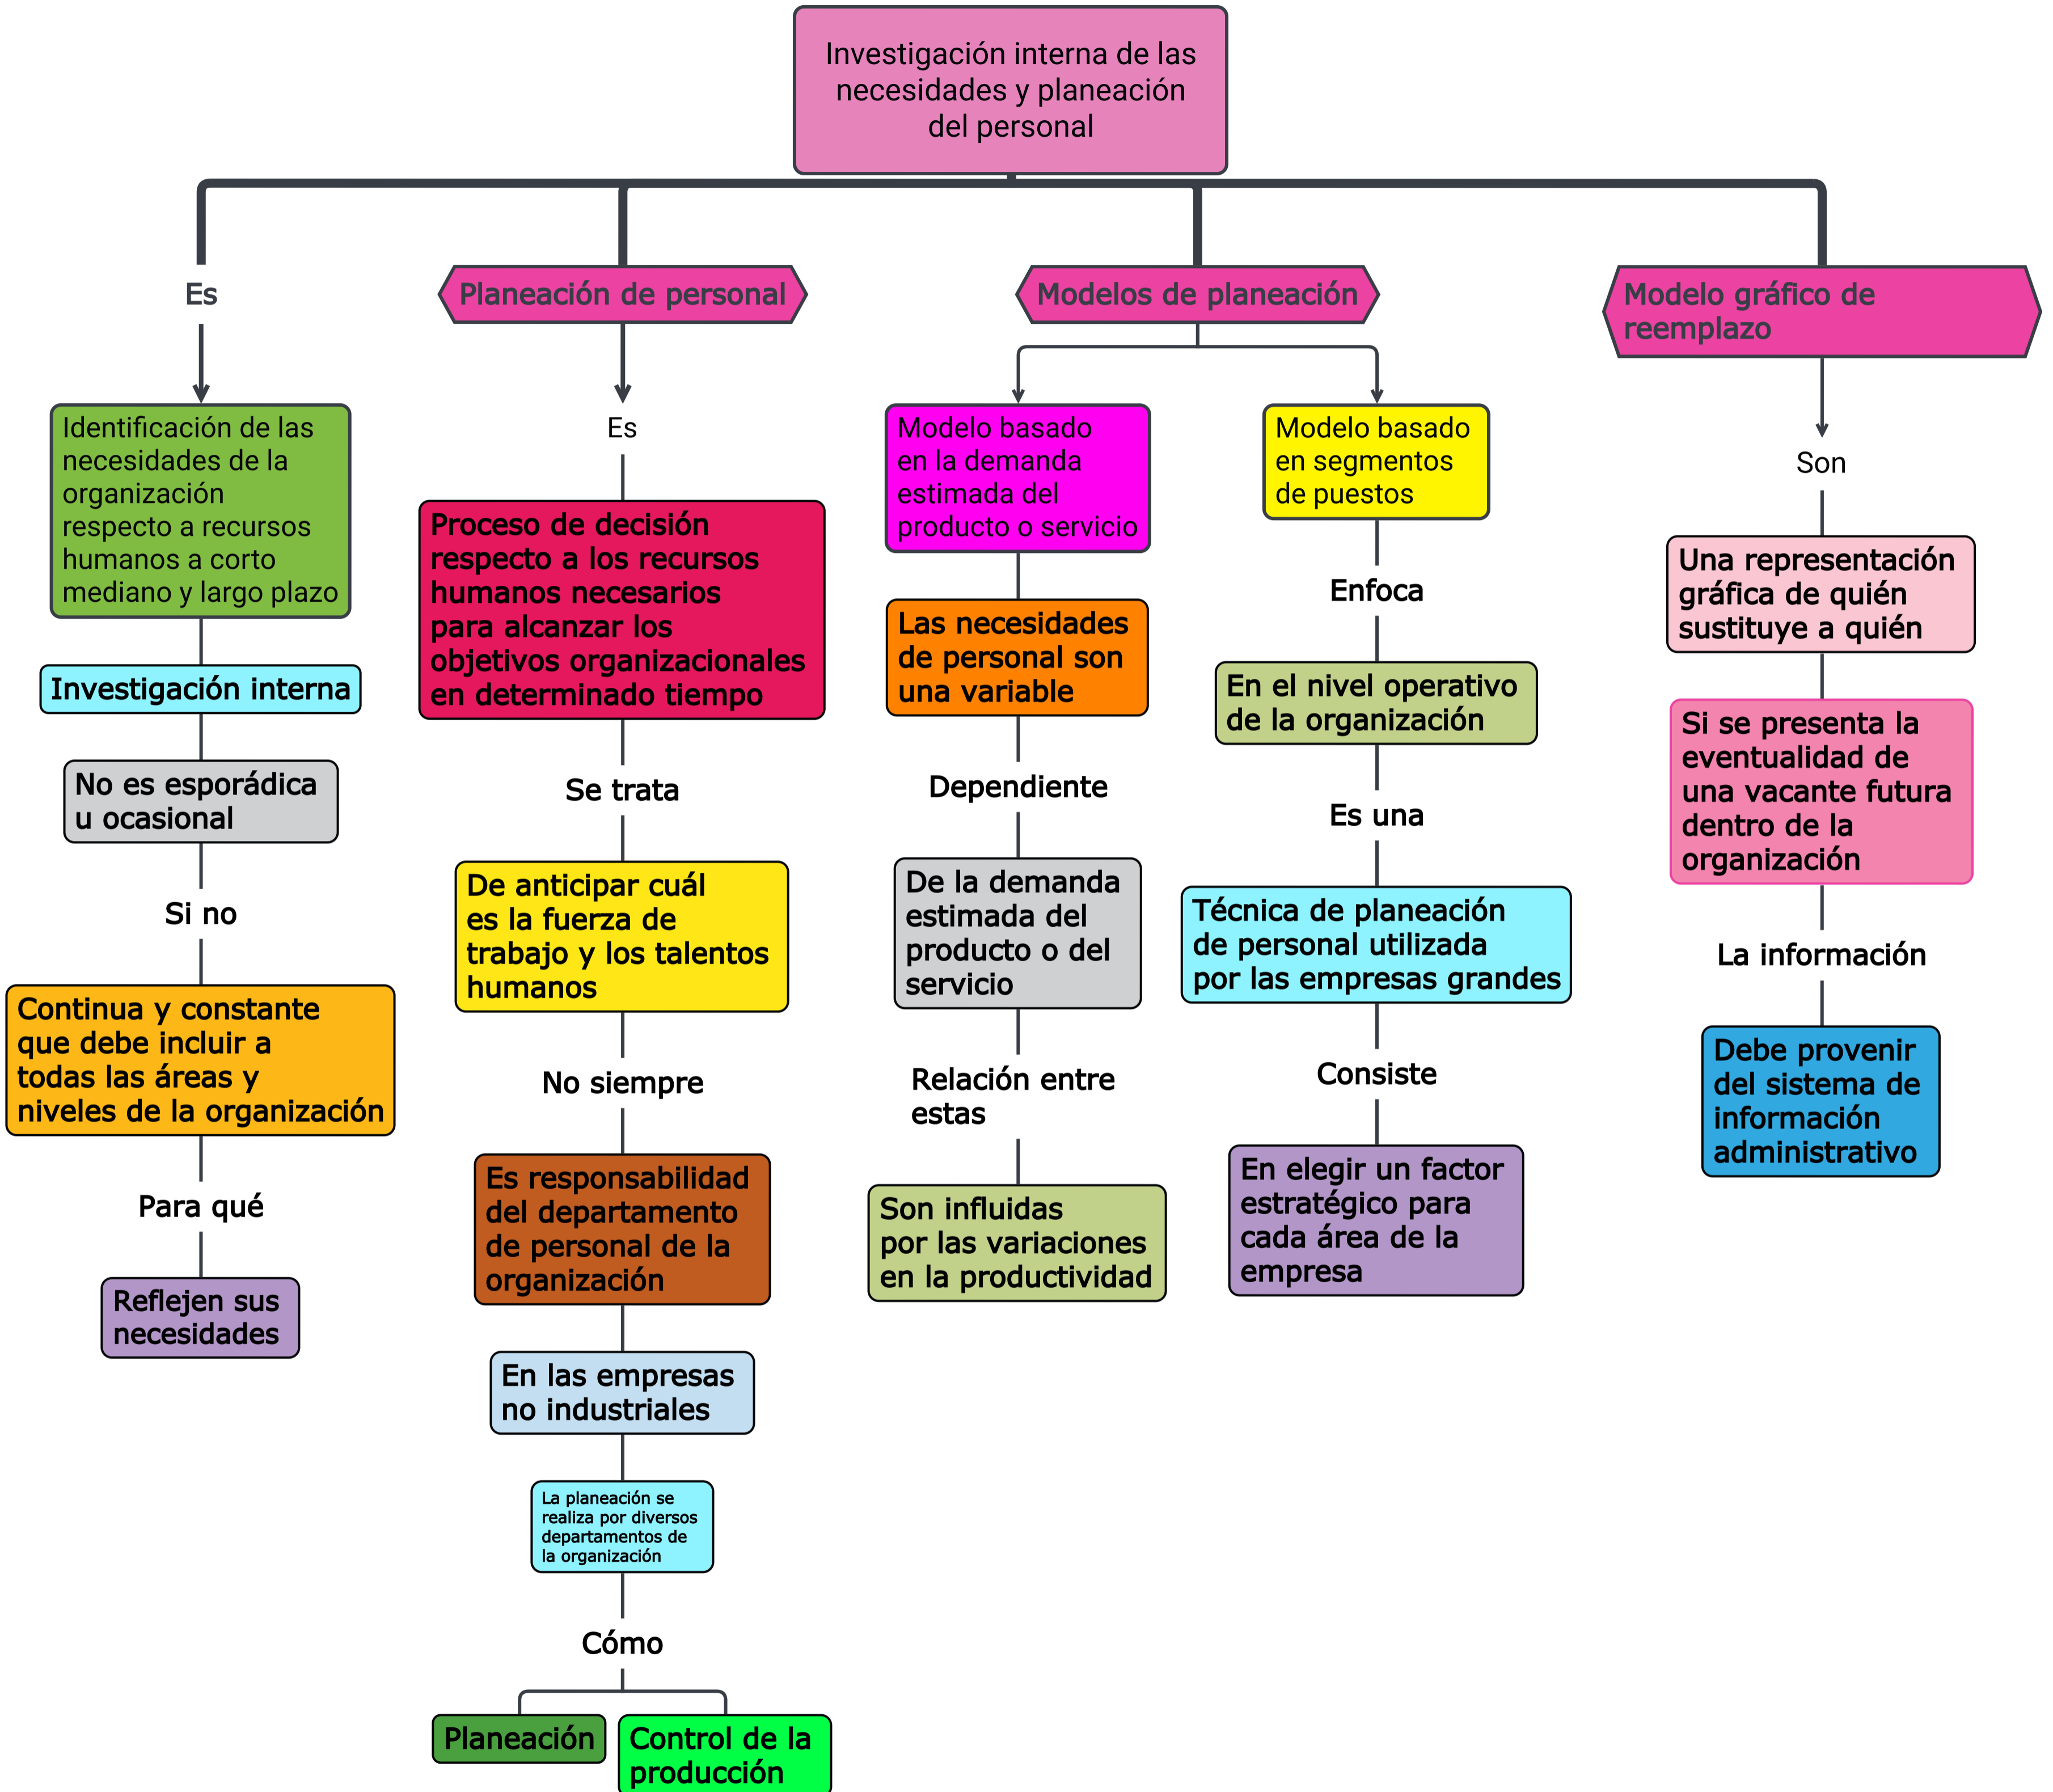 Investigación interna de las
necesidades y planeación
del personal
Es
Identificación de las
necesidades de la
organización
respecto a recursos
humanos a corto
mediano y largo plazo
Investigación interna
No es esporádica
u ocasional
Si no
Continua y constante
que debe incluir a
todas las áreas y
niveles de la organización
Para qué
Reflejen sus
necesidades
Planeación de personal
Es
Proceso de decisión
respecto a los recursos
humanos necesarios
para alcanzar los
objetivos organizacionales
en determinado tiempo
Se trata
De anticipar cuál
es la fuerza de
trabajo y los talentos
humanos
No siempre
Es responsabilidad
del departamento
de personal de la
organización
En las empresas
no industriales
La planeación se
realiza por diversos
departamentos de
la organización
Cómo
Planeación
Control de la
producción
Modelos de planeación
Modelo basado
en la demanda
estimada del
producto o servicio
Las necesidades
de personal son
una variable
Dependiente
De la demanda
estimada del
producto o del
servicio
Relación entre
estas
Son influidas
por las variaciones
en la productividad
Modelo basado
en segmentos
de puestos
Enfoca
En el nivel operativo
de la organización
Es una
Técnica de planeación
de personal utilizada
por las empresas grandes
Consiste
En elegir un factor
estratégico para
cada área de la
empresa
Modelo gráfico de
reemplazo
Son
Una representación
gráfica de quién
sustituye a quién
Si se presenta la
eventualidad de
una vacante futura
dentro de la
organización
La información
Debe provenir
del sistema de
información
administrativo